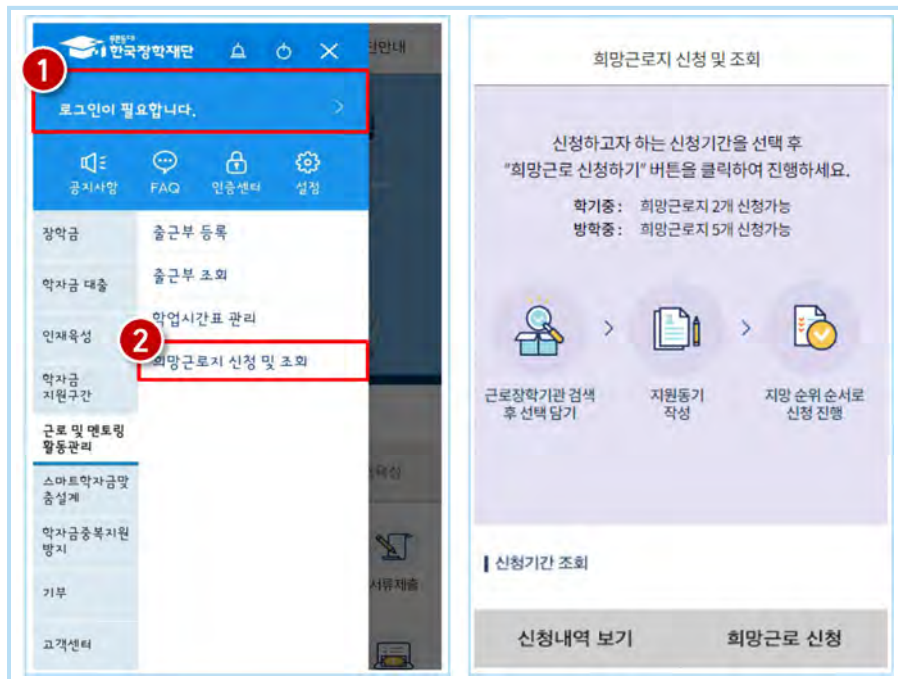 푸른등대
한국장학재단
1
로그인이 필요합니다.
공지사항 FAQ 인증센터 설정
장학금
학자금 대출
인재육성
학자금
지원구간
근로 및 멘토링
활동관리
스마트학자금맞
춤설계
학자금중복지원
방지
기부
고객센터
출근부 등록
출근부 조회
학업시간표 관리
2
희망근로지 신청 및 조회
서류제출
희망근로지 신청 및 조회
신청하고자 하는 신청기간을 선택 후
"희망근로 신청하기" 버튼을 클릭하여 진행하세요.
학기중 : 희망근로지 2개 신청가능
방학중 : 희망근로지 5개 신청가능
근로장학기관 검색
후 선택 담기
지원동기
작성
지망 순위 순서로
신청 진행
신청기간 조회
신청내역 보기 희망근로 신청